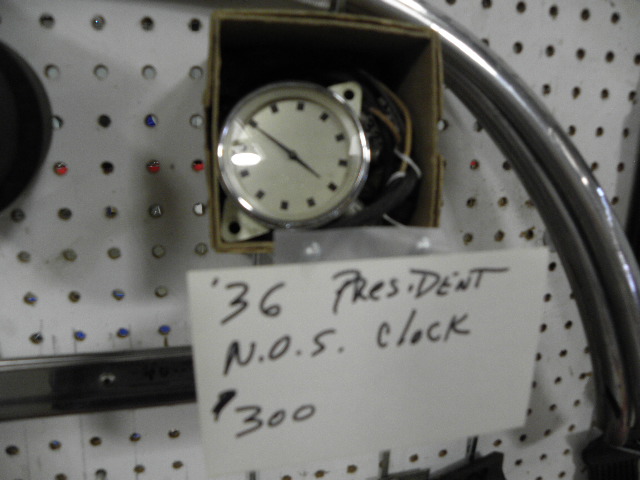 '36 PRESIDENT
N.O.S. CLOCK
$300